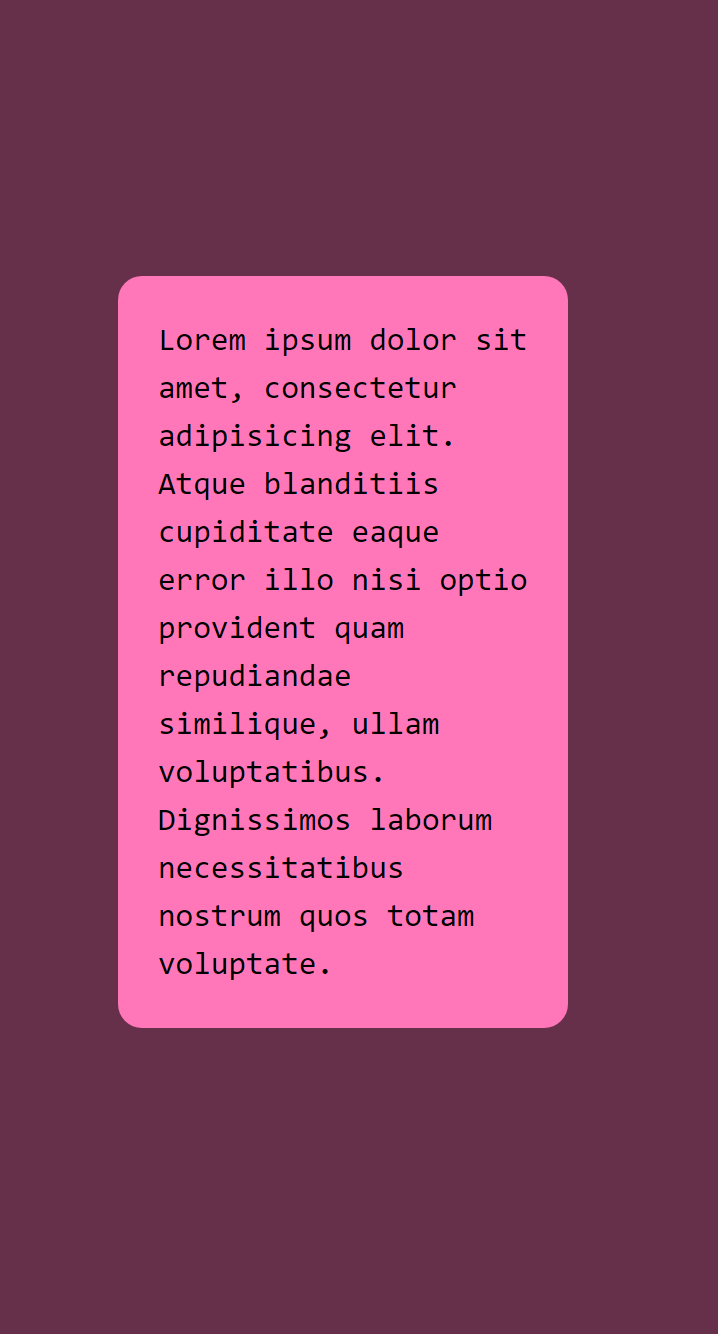 Lorem ipsum dolor sit
amet, consectetur
adipisicing elit.
Atque blanditiis
cupiditate eaque
error illo nisi optio
provident quam
repudiandae
similique, ullam
voluptatibus.
Dignissimos laborum
necessitatibus
nostrum quos totam
voluptate.